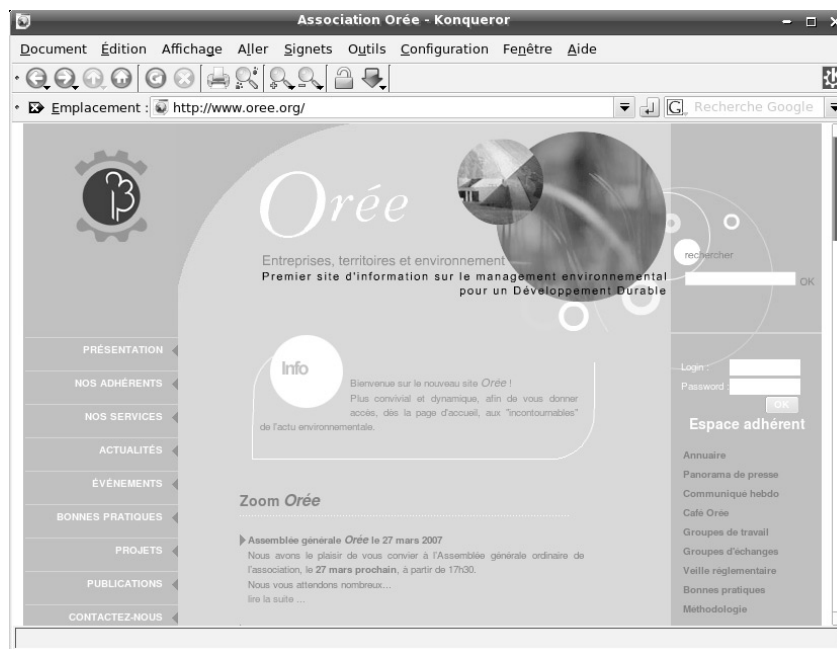 Association Orée - Konqueror
Document Édition Affichage Aller Signets Outils Configuration Fenêtre Aide
Emplacement : http://www.oree.org/ G Recherche Google
Orée
Entreprises, territoires et environnement
Premier site d'information sur le management environnemental
pour un Développement Durable
rechercher
OK
PRÉSENTATION
NOS ADHÉRENTS
NOS SERVICES
ACTUALITÉS
ÉVÉNEMENTS
BONNES PRATIQUES
PROJETS
PUBLICATIONS
CONTACTEZ-NOUS
Info
Bienvenue sur le nouveau site Orée !
Plus convivial et dynamique, afin de vous donner
accès, dès la page d'accueil, aux "incontournables"
de l'actu environnementale.
Zoom Orée
Assemblée générale Orée le 27 mars 2007
Nous avons le plaisir de vous convier à l'Assemblée générale ordinaire de
l'association, le 27 mars prochain, à partir de 17h30.
Nous vous attendons nombreux...
lire la suite ...
Login :
Password
OK
Espace adhérent
Annuaire
Panorama de presse
Communiqué hebdo
Café Orée
Groupes de travail
Groupes d'échanges
Veille réglementaire
Bonnes pratiques
Méthodologie